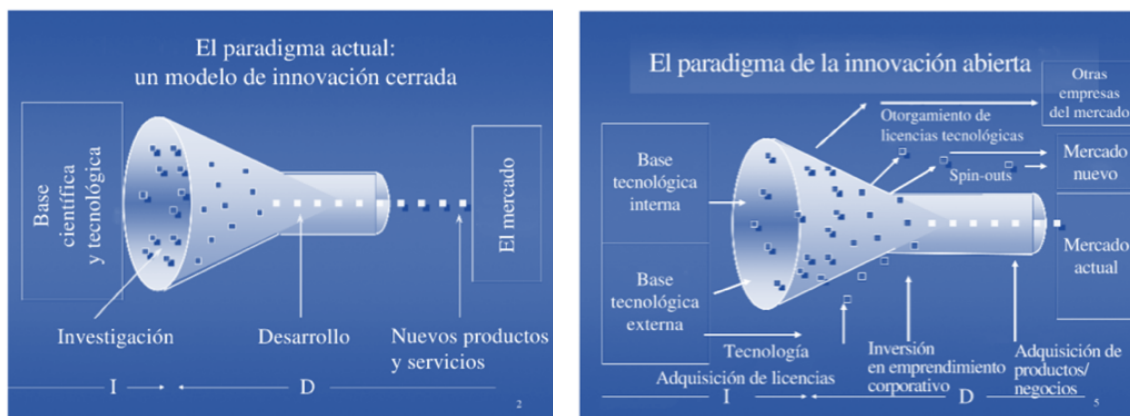 El paradigma actual:
un modelo de innovación cerrada
Base
científica
y tecnológica
El mercado
Investigación
Desarrollo
Nuevos productos
y servicios
I
D
2
El paradigma de la innovación abierta
Otras
empresas
del mercado
Otorgamiento de
licencias tecnológicas
Base
tecnológica
interna
Mercado
nuevo
Spin-outs
Mercado
actual
Base
tecnológica
externa
Tecnología
Adquisición de licencias
Inversión
en emprendimiento
corporativo
Adquisición de
productos/
negocios
I
D
5